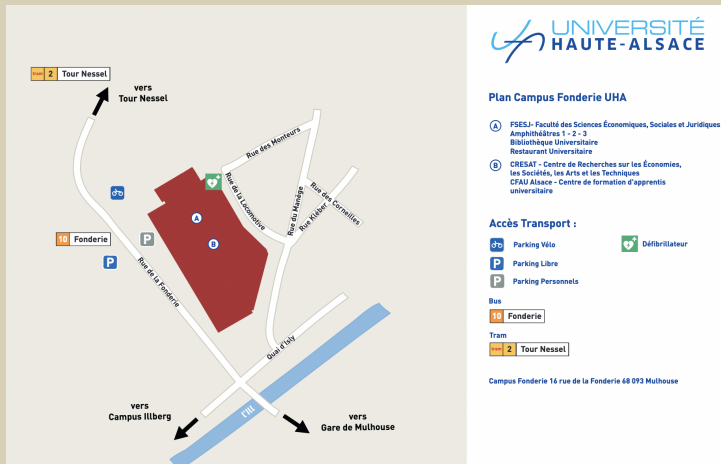 tram 2 Tour Nessel
vers
Tour Nessel
Rue des Monteurs
Rue de la Locomotive
Rue du Manège
Rue des Corneilles
Rue Kléber
A
B
10 Fonderie
P
P
Rue de la Fonderie
Quai d'Isly
l'Ill
vers
Campus Illberg
vers
Gare de Mulhouse
UNIVERSITÉ
HAUTE-ALSACE
Plan Campus Fonderie UHA
A FSESJ- Faculté des Sciences Économiques, Sociales et Juridiques
Amphithéâtres 1 - 2 - 3
Bibliothèque Universitaire
Restaurant Universitaire
B CRESAT - Centre de Recherches sur les Économies,
les Sociétés, les Arts et les Techniques
CFAU Alsace - Centre de formation d'apprentis
universitaire
Accès Transport :
Parking Vélo
Défibrillateur
P Parking Libre
P Parking Personnels
Bus
10 Fonderie
Tram
tram 2 Tour Nessel
Campus Fonderie 16 rue de la Fonderie 68 093 Mulhouse